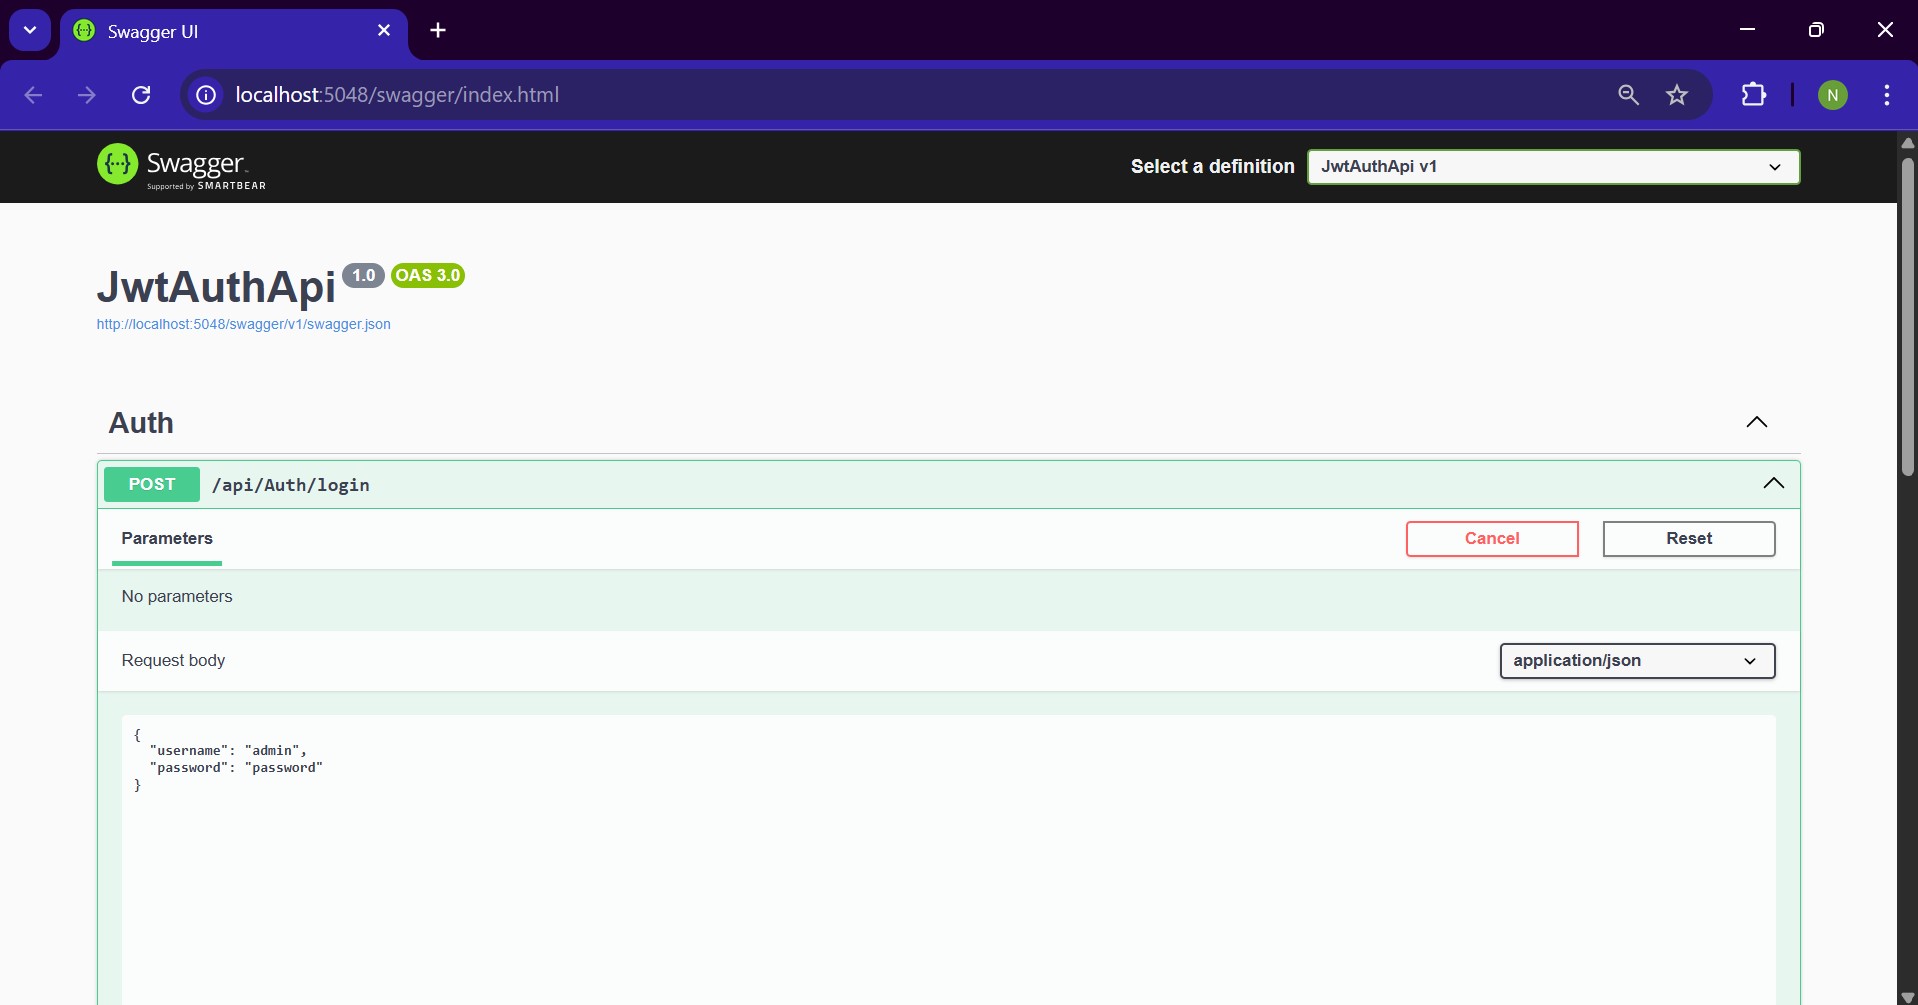 Swagger UI
localhost:5048/swagger/index.html
N
Swagger
Supported by SMARTBEAR
Select a definition
JwtAuthApi v1
JwtAuthApi 1.0 OAS 3.0
http://localhost:5048/swagger/v1/swagger.json
Auth
POST /api/Auth/login
Parameters
Cancel
Reset
No parameters
Request body
application/json
{
  "username": "admin",
  "password": "password"
}